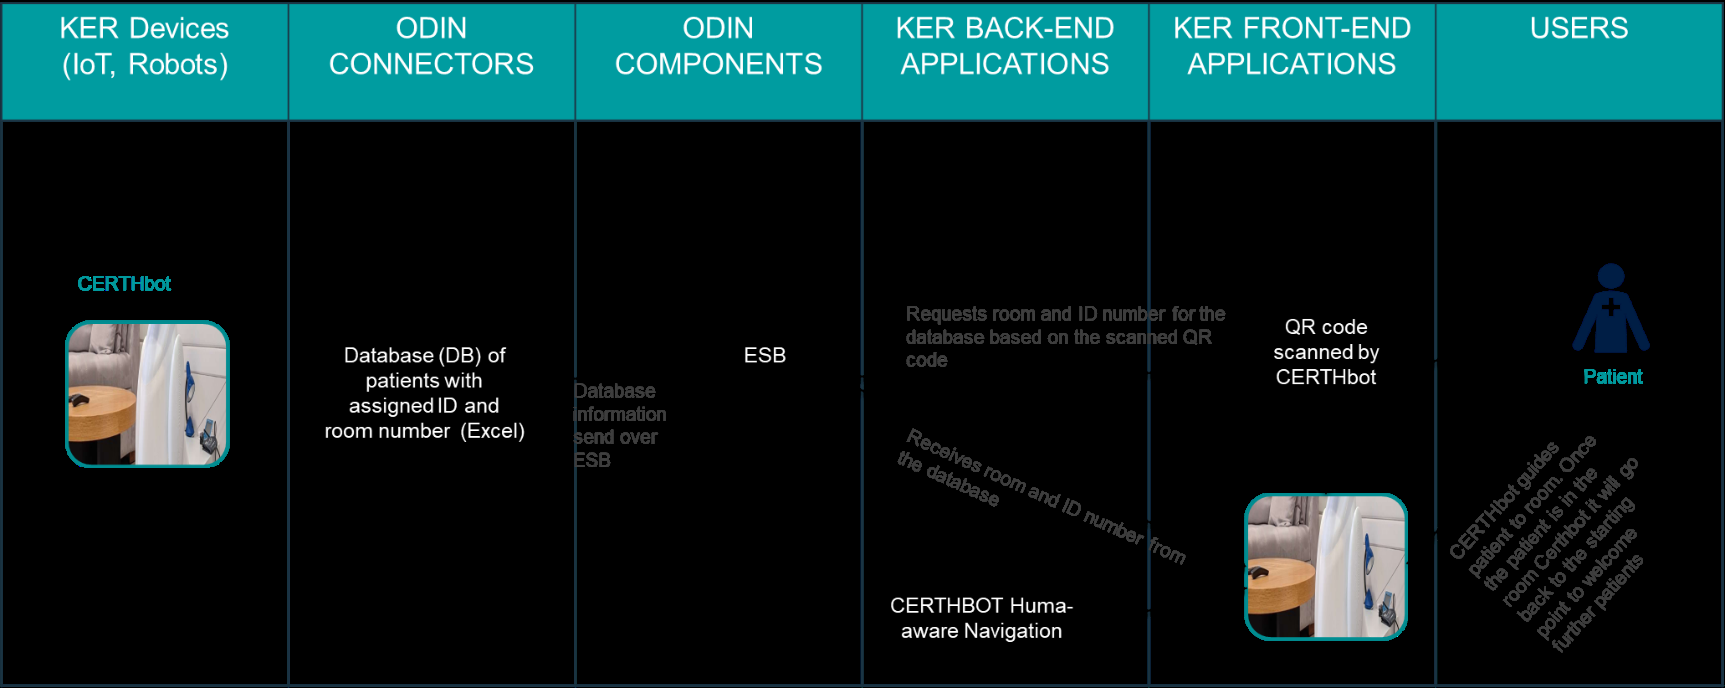 KER Devices
(IoT, Robots)
ODIN
CONNECTORS
ODIN
COMPONENTS
KER BACK-END
APPLICATIONS
KER FRONT-END
APPLICATIONS
USERS
CERTHbot
Database (DB) of
patients with
assigned ID and
room number (Excel)
Database
information
send over
ESB
ESB
Requests room and ID number for the
database based on the scanned QR
code
Receives room and ID number from
the database
CERTHBOT Huma-
aware Navigation
QR code
scanned by
CERTHbot
Patient
CERTHbot guides
patient to room. Once
the patient is in the
room Certhbot it will go
back to the starting
point to welcome
further patients